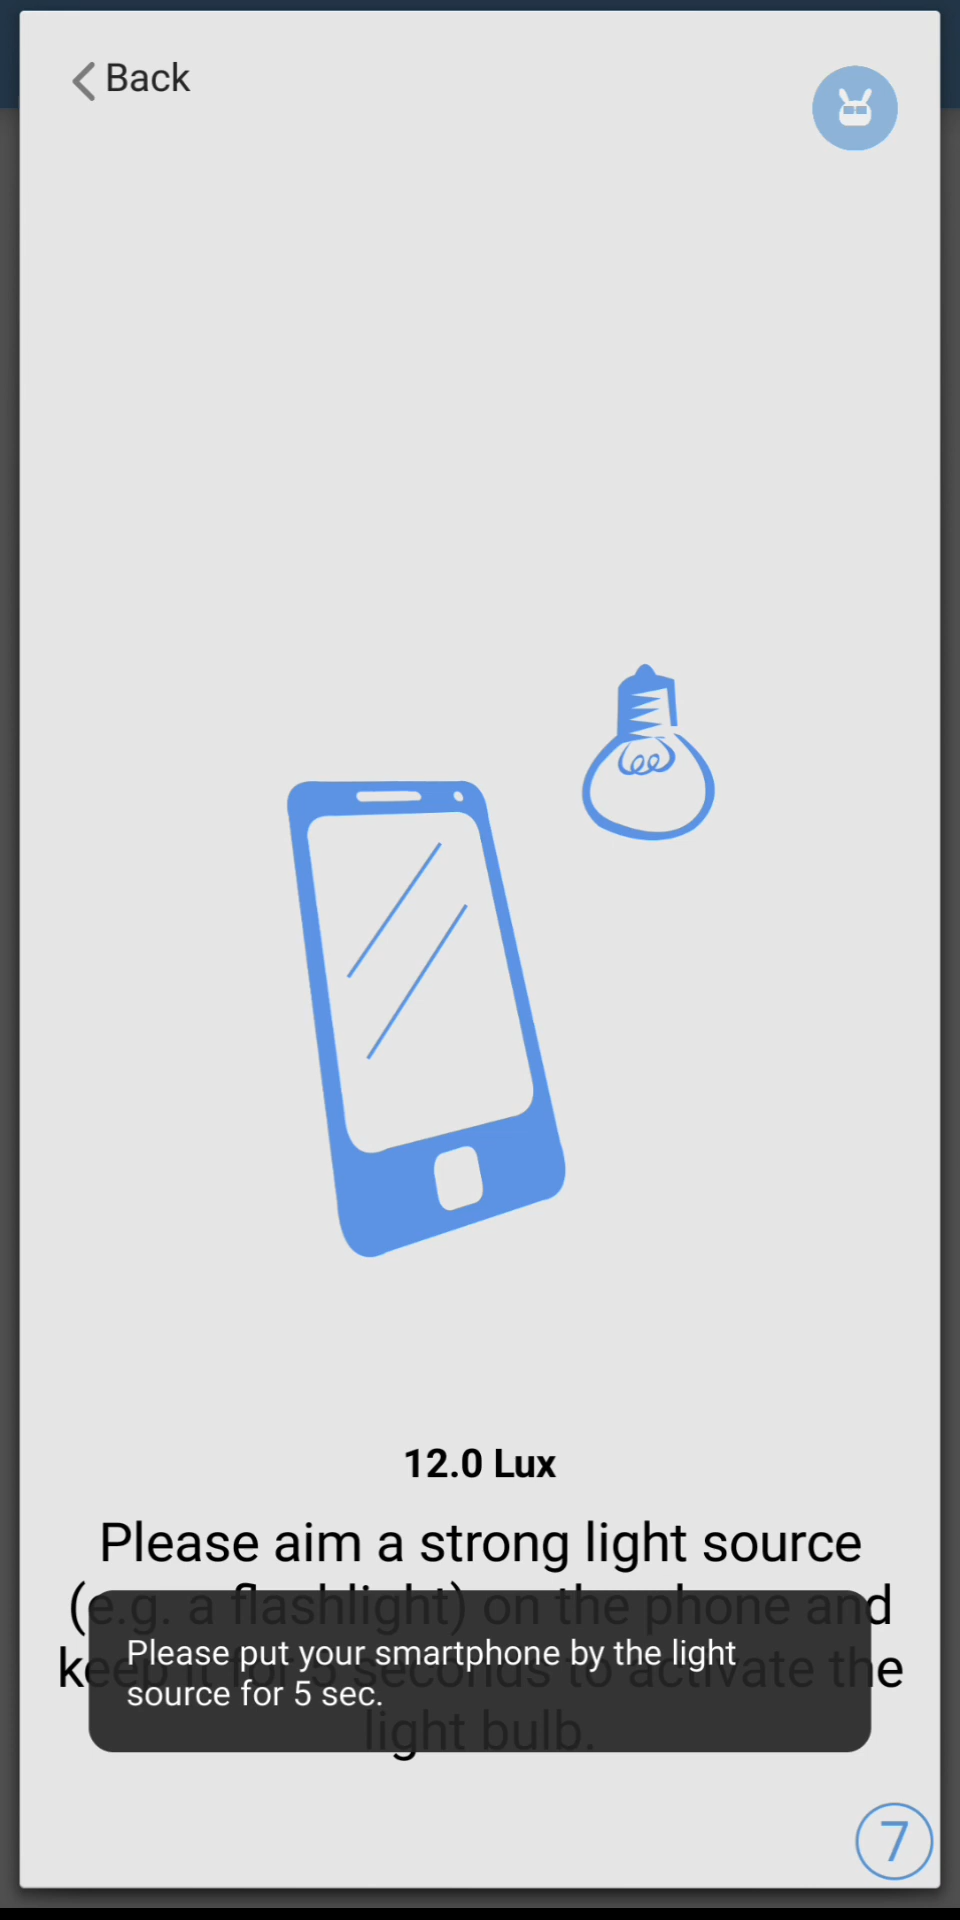 Back
12.0 Lux
Please aim a strong light source
(e.g. a flashlight) on the phone and
keep it for 5 seconds to activate the
light bulb.
Please put your smartphone by the light
source for 5 sec.
7